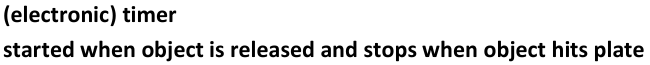 (electronic) timer
started when object is released and stops when object hits plate